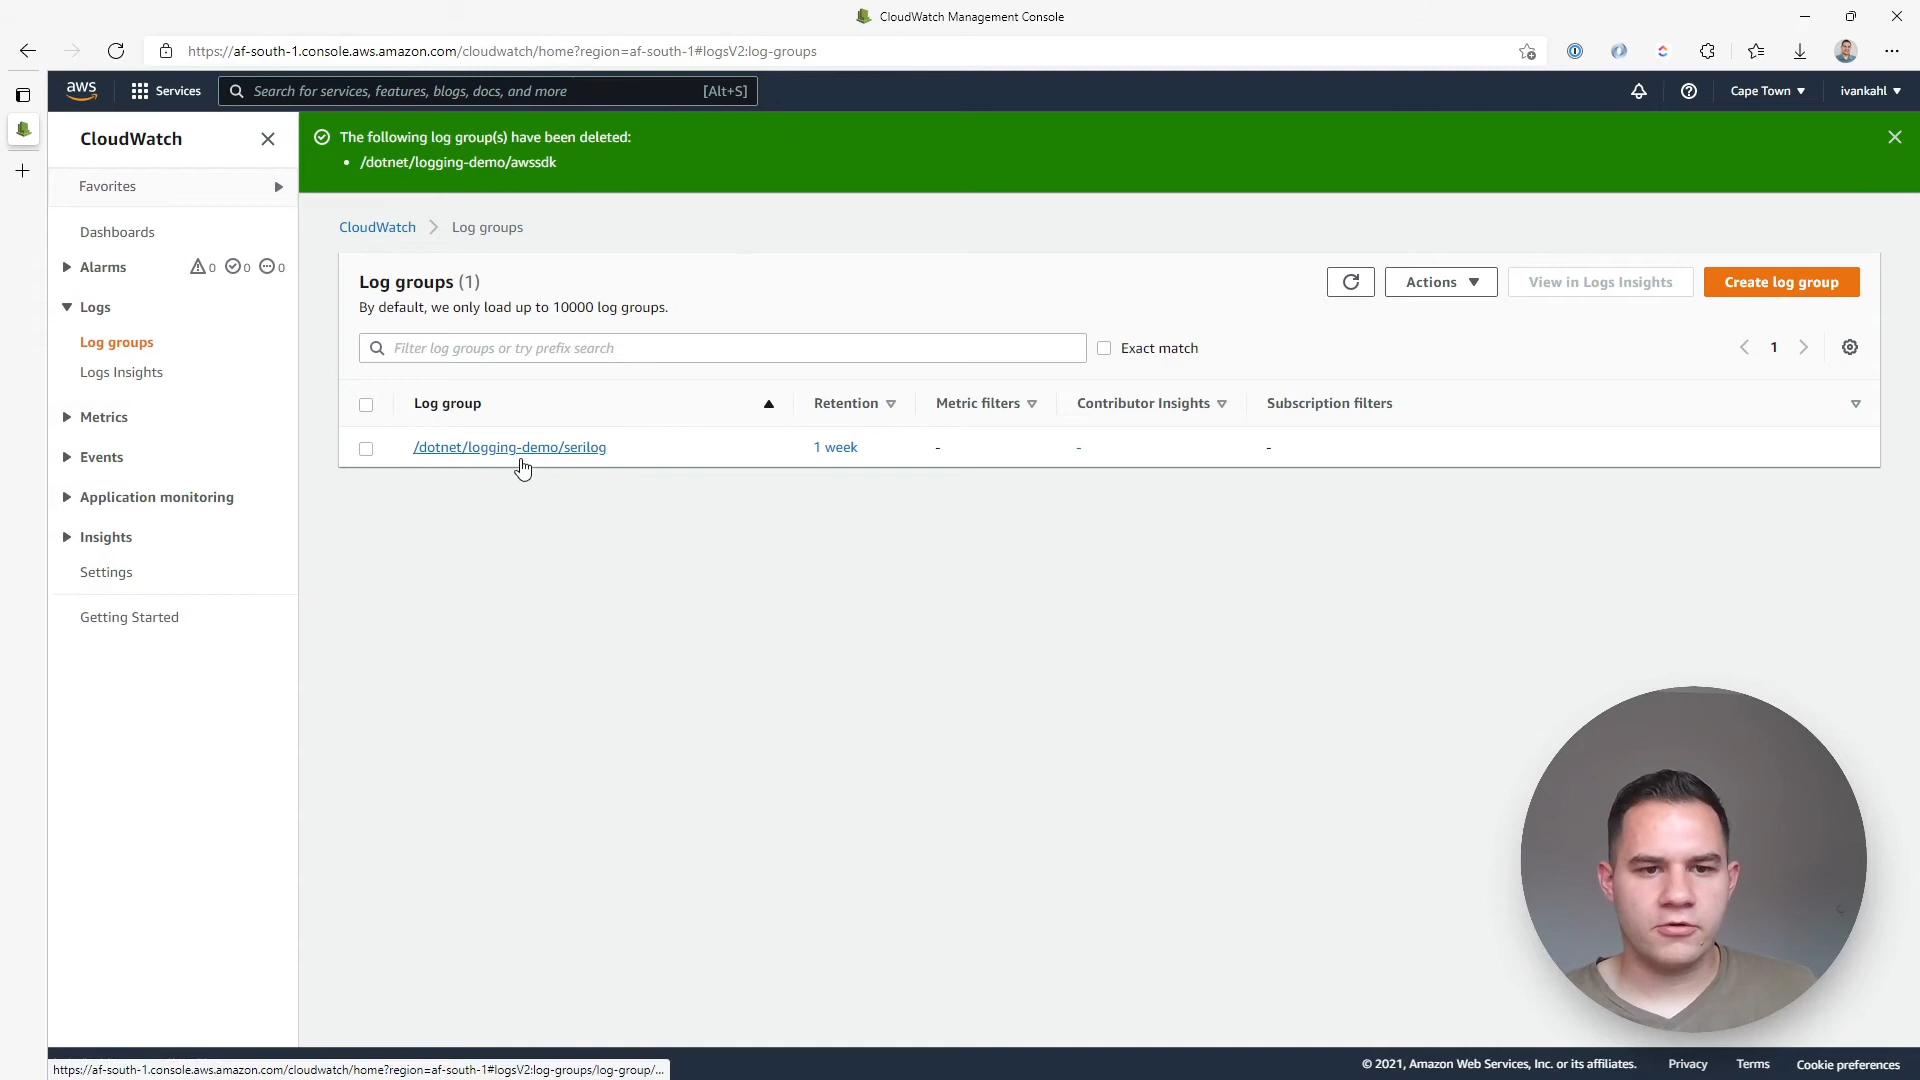 CloudWatch Management Console
https://af-south-1.console.aws.amazon.com/cloudwatch/home?region=af-south-1#logsV2:log-groups
aws
Services
Search for services, features, blogs, docs, and more
[Alt+S]
Cape Town
ivankahl
CloudWatch
Favorites
Dashboards
Alarms
0
0
0
Logs
Log groups
Logs Insights
Metrics
Events
Application monitoring
Insights
Settings
Getting Started
The following log group(s) have been deleted:
• /dotnet/logging-demo/awssdk
CloudWatch
Log groups
Log groups (1)
By default, we only load up to 10000 log groups.
Actions
View in Logs Insights
Create log group
Filter log groups or try prefix search
Exact match
1
Log group
Retention
Metric filters
Contributor Insights
Subscription filters
/dotnet/logging-demo/serilog
1 week
-
-
-
https://af-south-1.console.aws.amazon.com/cloudwatch/home?region=af-south-1#logsV2:log-groups/log-group/...
© 2021, Amazon Web Services, Inc. or its affiliates.
Privacy
Terms
Cookie preferences